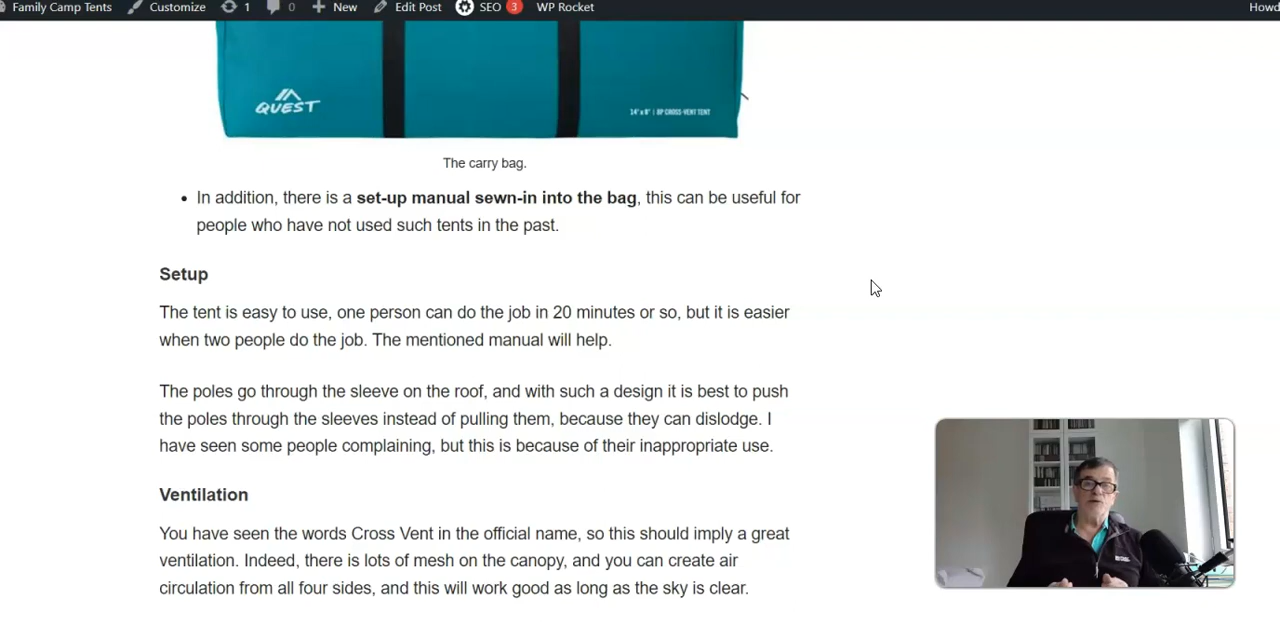 Family Camp Tents Customize 1 0 New Edit Post SEO 3 WP Rocket Howd
QUEST
14' x 8' | 8P CROSS-VENT TENT
The carry bag.
• In addition, there is a set-up manual sewn-in into the bag, this can be useful for
people who have not used such tents in the past.
Setup
The tent is easy to use, one person can do the job in 20 minutes or so, but it is easier
when two people do the job. The mentioned manual will help.
The poles go through the sleeve on the roof, and with such a design it is best to push
the poles through the sleeves instead of pulling them, because they can dislodge. I
have seen some people complaining, but this is because of their inappropriate use.
Ventilation
You have seen the words Cross Vent in the official name, so this should imply a great
ventilation. Indeed, there is lots of mesh on the canopy, and you can create air
circulation from all four sides, and this will work good as long as the sky is clear.